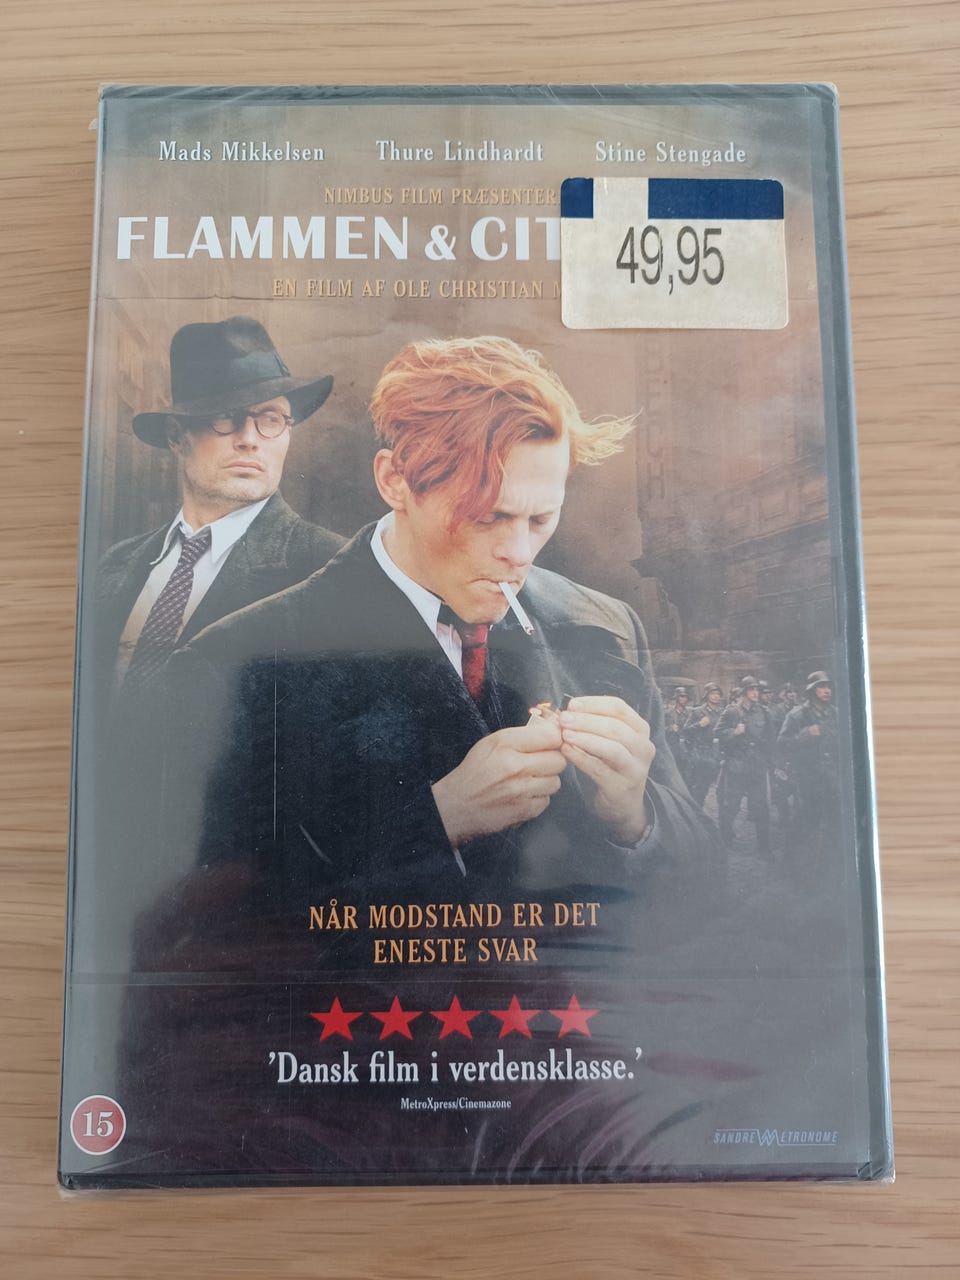 Mads Mikkelsen Thure Lindhardt Stine Stengade
NIMBUS FILM PRÆSENTER
FLAMMEN & CIT
49,95
EN FILM AF OLE CHRISTIAN M
NÅR MODSTAND ER DET
ENESTE SVAR
'Dansk film i verdensklasse.'
MetroXpress/Cinemazone
15
SANDREW METRONOME